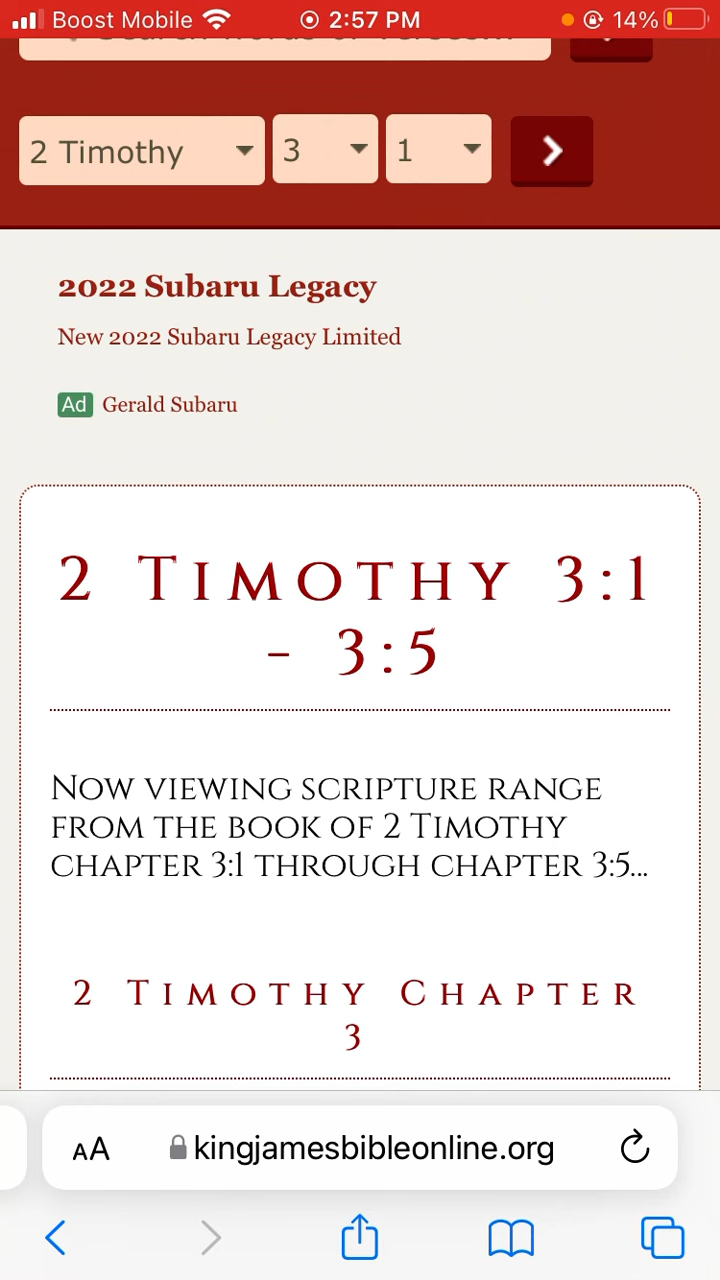 Boost Mobile 2:57 PM 14%
2 Timothy 3 1
2022 Subaru Legacy
New 2022 Subaru Legacy Limited
Ad Gerald Subaru
2 Timothy 3:1
- 3:5
Now viewing scripture range
from the book of 2 Timothy
chapter 3:1 through chapter 3:5...
2 Timothy Chapter
3
AA kingjamesbibleonline.org